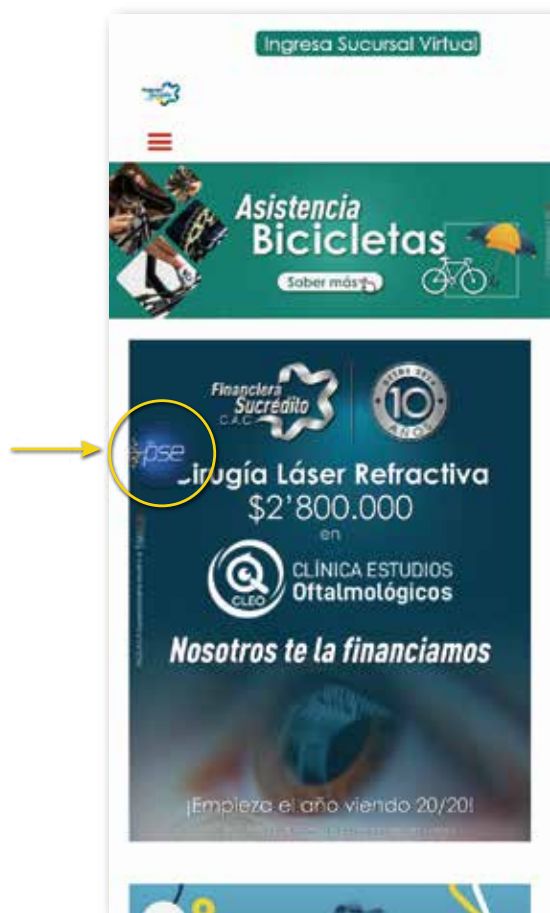 Ingresa Sucursal Virtual
Asistencia
Bicicletas
Saber más
Financiera
Sucrédito
C.A.C
DESDE
10
AÑOS
pse
Cirugía Láser Refractiva
$2'800.000
en
CLEO
CLÍNICA ESTUDIOS
Oftalmológicos
Nosotros te la financiamos
¡Empieza el año viendo 20/20!